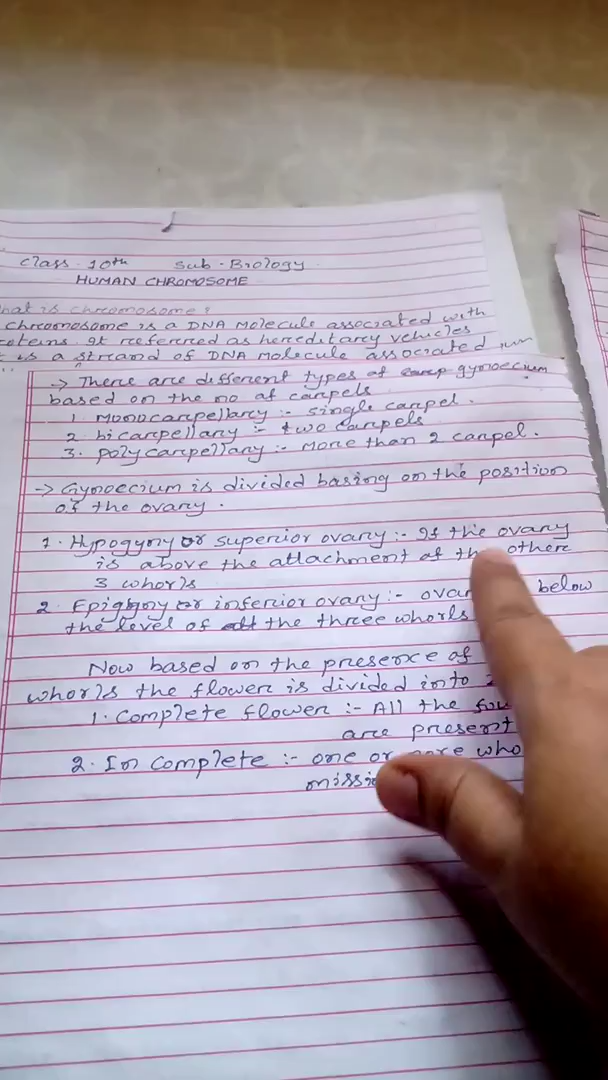 Class - 10th Sub - Biology
HUMAN CHROMOSOME
hat is chromosome?
chromosome is a DNA molecule associated with
oteins. It referred as hereditary vehicles
is a strand of DNA molecule associated
→ There are different types of gynoecium
based on the no of carpels
1. Monocarpellary :- single carpel.
2. bicarpellary :- two carpels
3. polycarpellary :- more than 2 carpel.
→ Gynoecium is divided basing on the position
of the ovary.
1. Hypogyny or superior ovary :- If the ovary
is above the attachment of the other
3 whorls
2. Epigyny or inferior ovary :- ovar below
the level of the three whorls
Now based on the presence of
whorls the flower is divided into 2
1. Complete flower :- All the fou
are present
2. In complete :- one or more who
missi